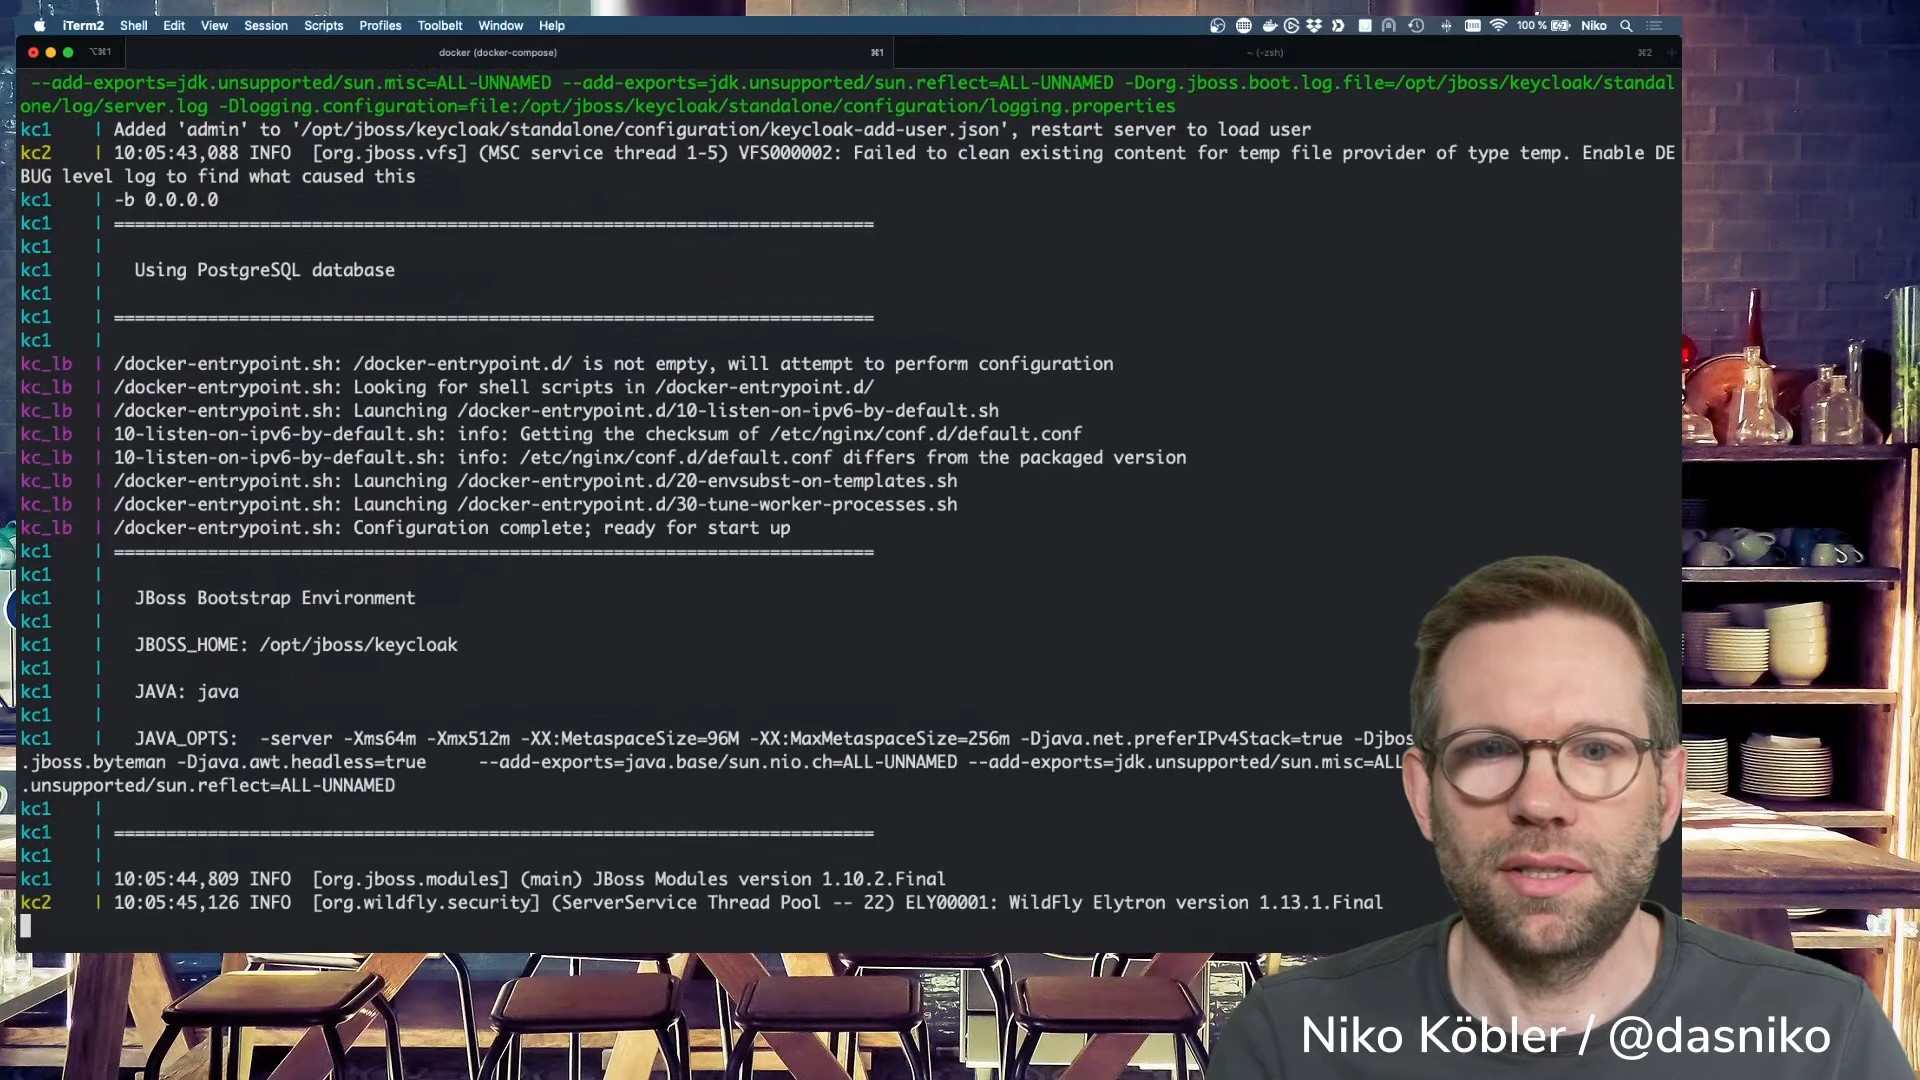 iTerm2 Shell Edit View Session Scripts Profiles Toolbelt Window Help 100 % Niko
⌥⌘1 docker (docker-compose) ⌘1 ~ (-zsh) ⌘2
--add-exports=jdk.unsupported/sun.misc=ALL-UNNAMED --add-exports=jdk.unsupported/sun.reflect=ALL-UNNAMED -Dorg.jboss.boot.log.file=/opt/jboss/keycloak/standal
one/log/server.log -Dlogging.configuration=file:/opt/jboss/keycloak/standalone/configuration/logging.properties
kc1 | Added 'admin' to '/opt/jboss/keycloak/standalone/configuration/keycloak-add-user.json', restart server to load user
kc2 | 10:05:43,088 INFO [org.jboss.vfs] (MSC service thread 1-5) VFS000002: Failed to clean existing content for temp file provider of type temp. Enable DE
BUG level log to find what caused this
kc1 | -b 0.0.0.0
kc1 | =========================================================================
kc1 |
kc1 | Using PostgreSQL database
kc1 |
kc1 | =========================================================================
kc1 |
kc_lb | /docker-entrypoint.sh: /docker-entrypoint.d/ is not empty, will attempt to perform configuration
kc_lb | /docker-entrypoint.sh: Looking for shell scripts in /docker-entrypoint.d/
kc_lb | /docker-entrypoint.sh: Launching /docker-entrypoint.d/10-listen-on-ipv6-by-default.sh
kc_lb | 10-listen-on-ipv6-by-default.sh: info: Getting the checksum of /etc/nginx/conf.d/default.conf
kc_lb | 10-listen-on-ipv6-by-default.sh: info: /etc/nginx/conf.d/default.conf differs from the packaged version
kc_lb | /docker-entrypoint.sh: Launching /docker-entrypoint.d/20-envsubst-on-templates.sh
kc_lb | /docker-entrypoint.sh: Launching /docker-entrypoint.d/30-tune-worker-processes.sh
kc_lb | /docker-entrypoint.sh: Configuration complete; ready for start up
kc1 | =========================================================================
kc1 |
kc1 | JBoss Bootstrap Environment
kc1 |
kc1 | JBOSS_HOME: /opt/jboss/keycloak
kc1 |
kc1 | JAVA: java
kc1 |
kc1 | JAVA_OPTS: -server -Xms64m -Xmx512m -XX:MetaspaceSize=96M -XX:MaxMetaspaceSize=256m -Djava.net.preferIPv4Stack=true -Djbos
.jboss.byteman -Djava.awt.headless=true --add-exports=java.base/sun.nio.ch=ALL-UNNAMED --add-exports=jdk.unsupported/sun.misc=ALL
.unsupported/sun.reflect=ALL-UNNAMED
kc1 |
kc1 | =========================================================================
kc1 |
kc1 | 10:05:44,809 INFO [org.jboss.modules] (main) JBoss Modules version 1.10.2.Final
kc2 | 10:05:45,126 INFO [org.wildfly.security] (ServerService Thread Pool -- 22) ELY00001: WildFly Elytron version 1.13.1.Final
Niko Köbler / @dasniko